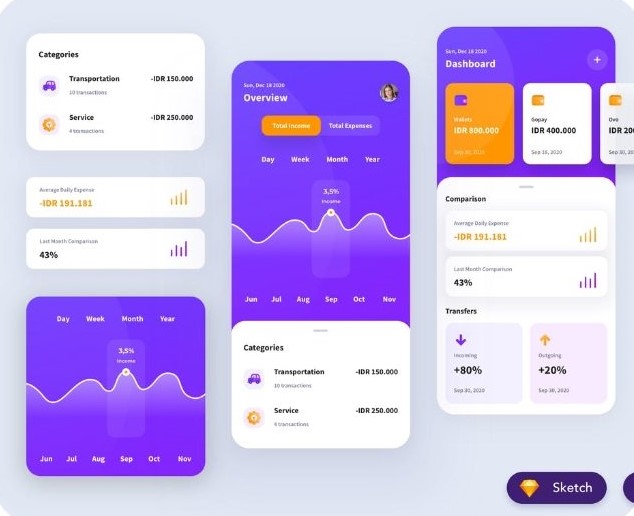 Categories
Transportation
-IDR 150.000
10 transactions
Service
-IDR 250.000
4 transactions
Average Daily Expense
-IDR 191.181
Last Month Comparison
43%
Day Week Month Year
3,5%
Income
Jun Jul Aug Sep Oct Nov
Sun, Dec 18 2020
Overview
Total Income Total Expenses
Day Week Month Year
3,5%
Income
Jun Jul Aug Sep Oct Nov
Categories
Transportation
-IDR 150.000
10 transactions
Service
-IDR 250.000
4 transactions
Sun, Dec 18 2020
Dashboard
+
Wallets
IDR 800.000
Sep 30, 2020
Gopay
IDR 400.000
Sep 16, 2020
Ovo
IDR 20
Sep 30, 20
Comparison
Average Daily Expense
-IDR 191.181
Last Month Comparison
43%
Transfers
Incoming
+80%
Sep 30, 2020
Outgoing
+20%
Sep 30, 2020
Sketch